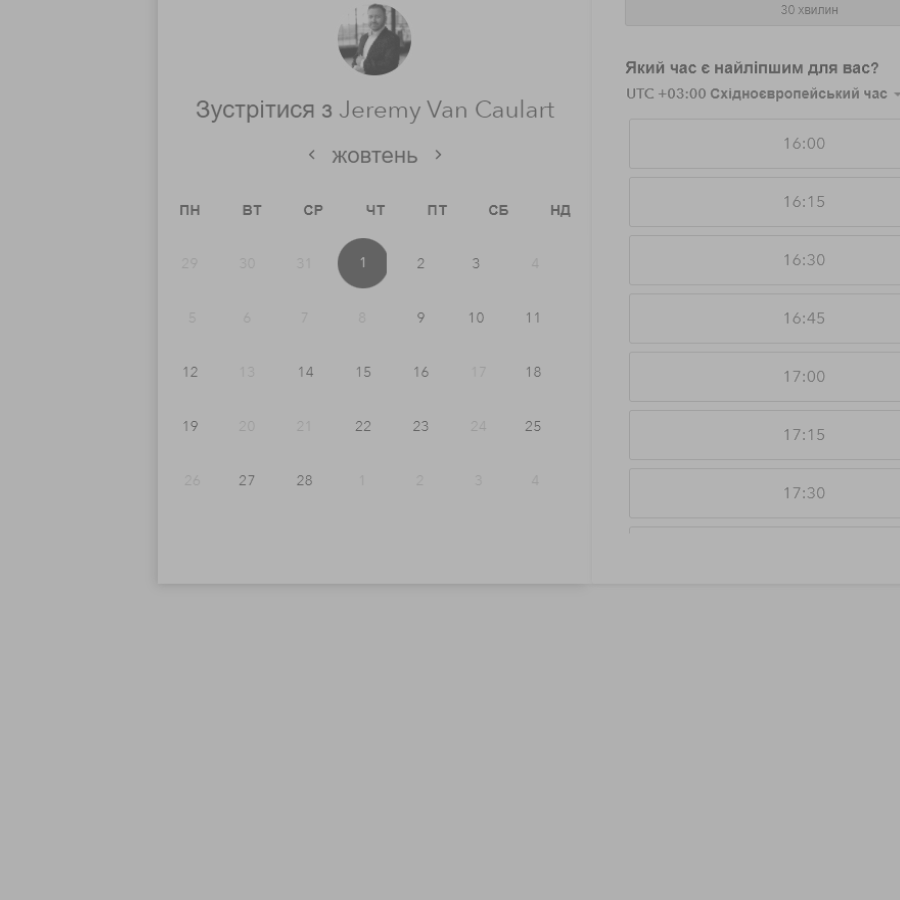 Зустрітися з Jeremy Van Caulart
жовтень
ПН ВТ СР ЧТ ПТ СБ НД
29 30 31 1 2 3 4
5 6 7 8 9 10 11
12 13 14 15 16 17 18
19 20 21 22 23 24 25
26 27 28 1 2 3 4
30 хвилин
Який час є найліпшим для вас?
UTC +03:00 Східноєвропейський час
16:00
16:15
16:30
16:45
17:00
17:15
17:30